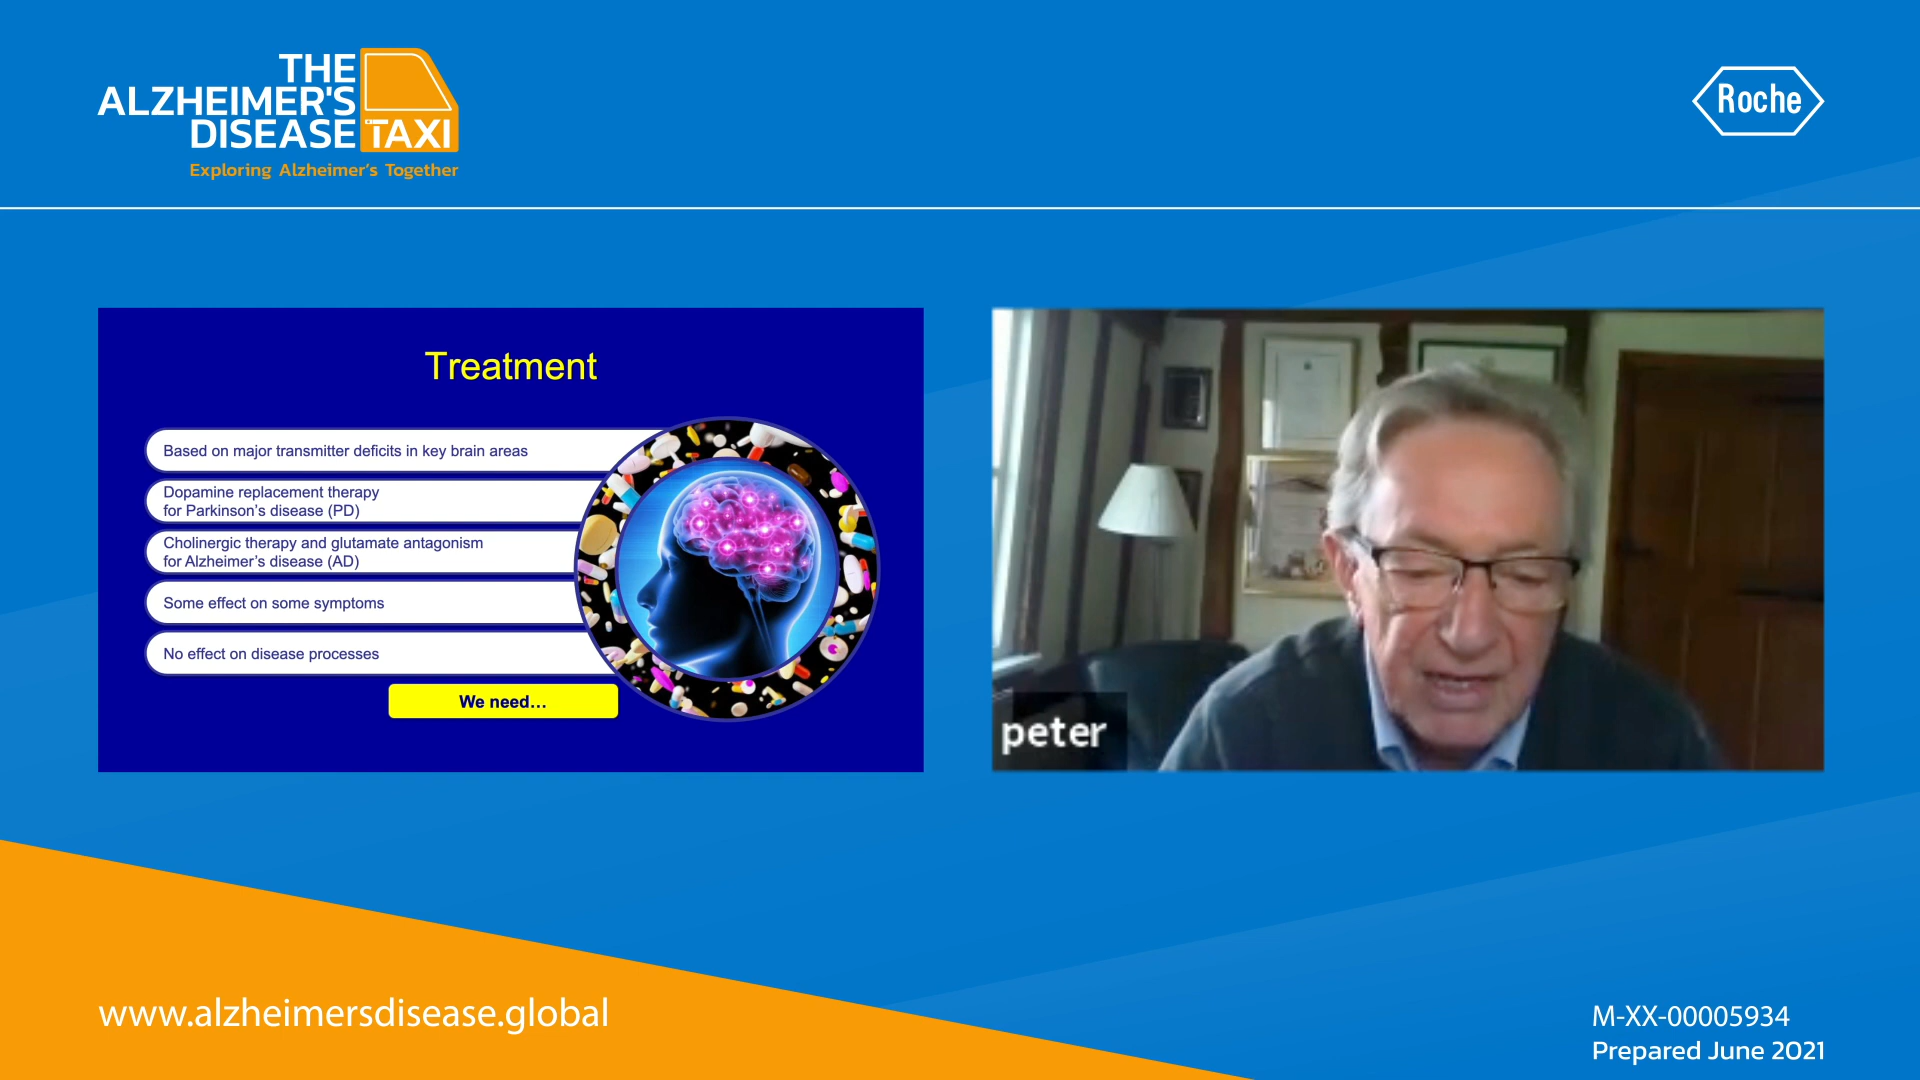 THE
ALZHEIMER'S
DISEASE TAXI
Exploring Alzheimer's Together
Roche
Treatment
Based on major transmitter deficits in key brain areas
Dopamine replacement therapy
for Parkinson's disease (PD)
Cholinergic therapy and glutamate antagonism
for Alzheimer's disease (AD)
Some effect on some symptoms
No effect on disease processes
We need...
peter
www.alzheimersdisease.global
M-XX-00005934
Prepared June 2021